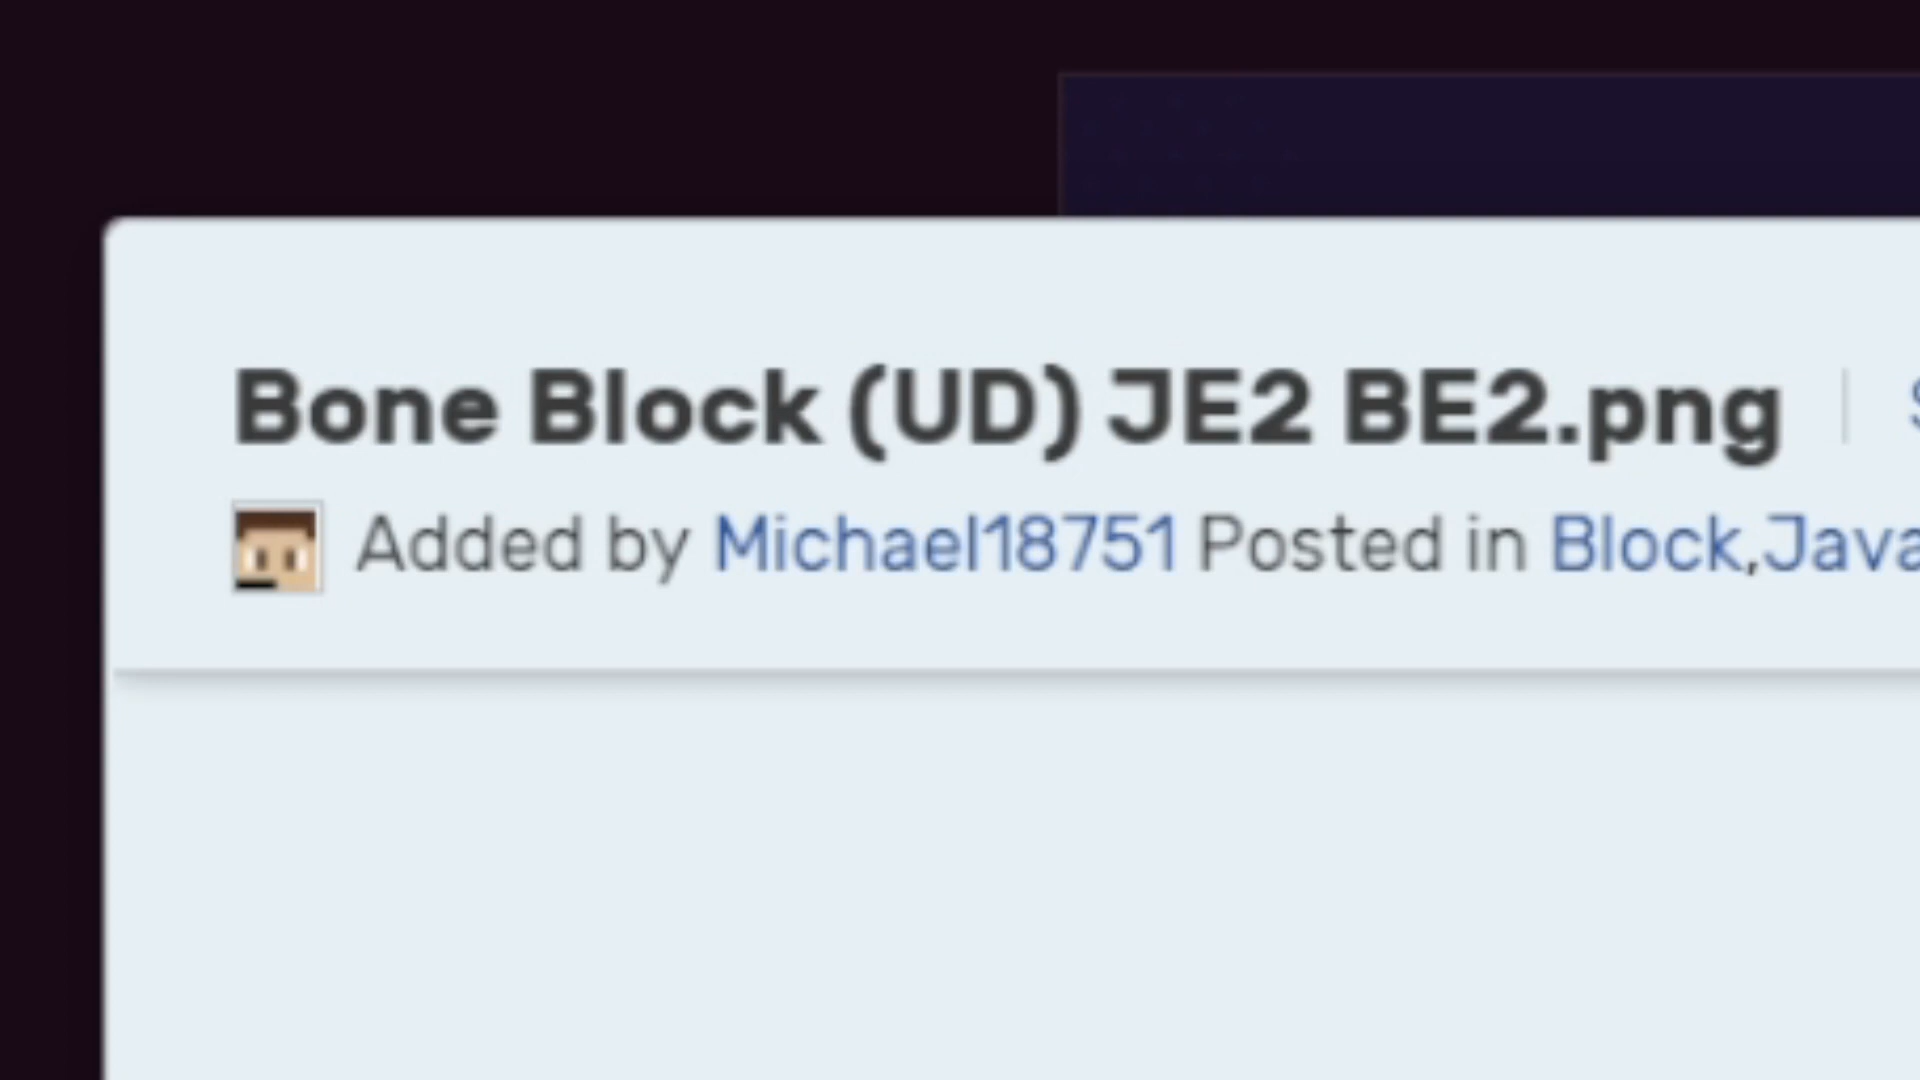 Bone Block (UD) JE2 BE2.png
Added by Michael18751 Posted in Block,Java